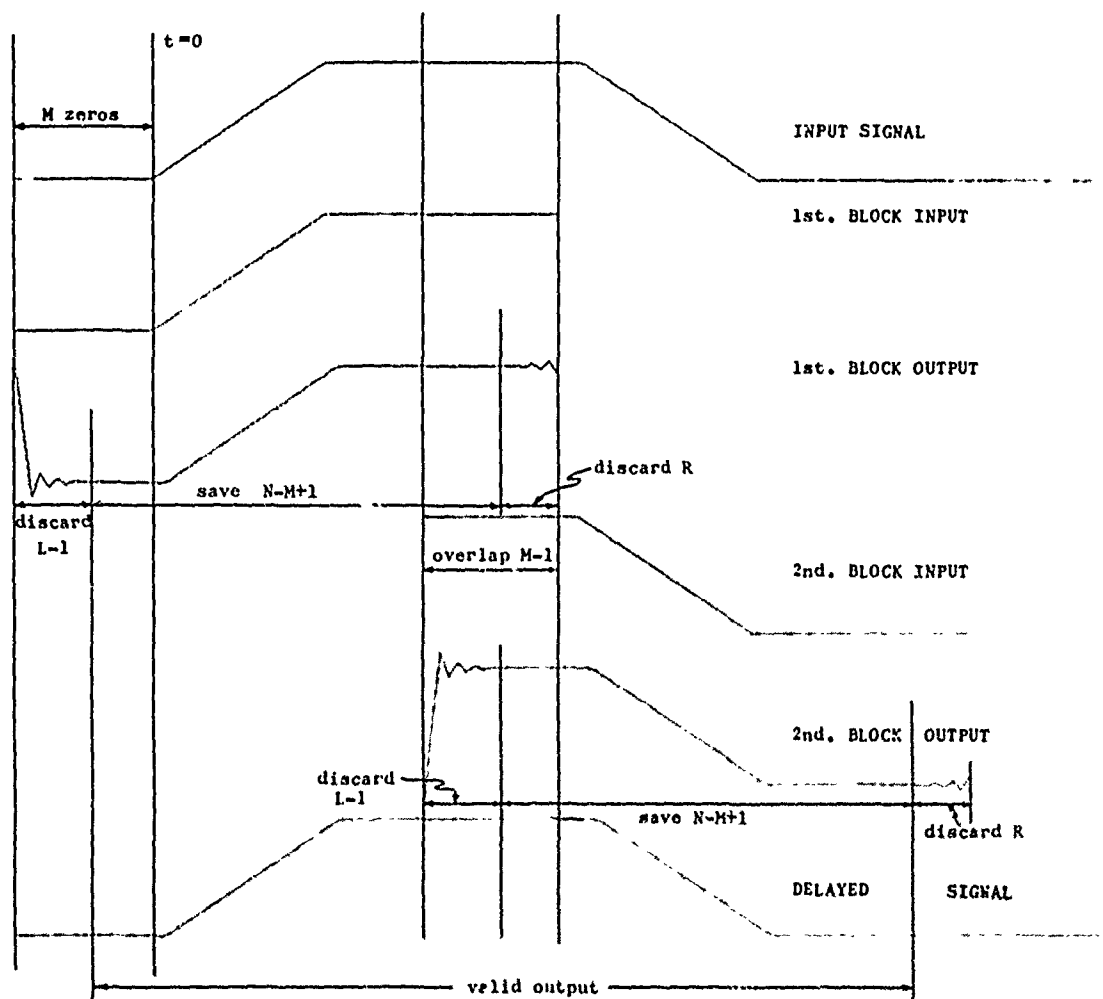 t=0
M zeros
INPUT SIGNAL
1st. BLOCK INPUT
1st. BLOCK OUTPUT
discard R
save N-M+1
discard
L-1
overlap M-1
2nd. BLOCK INPUT
2nd. BLOCK OUTPUT
discard
L-1
save N-M+1
discard R
DELAYED SIGNAL
valid output